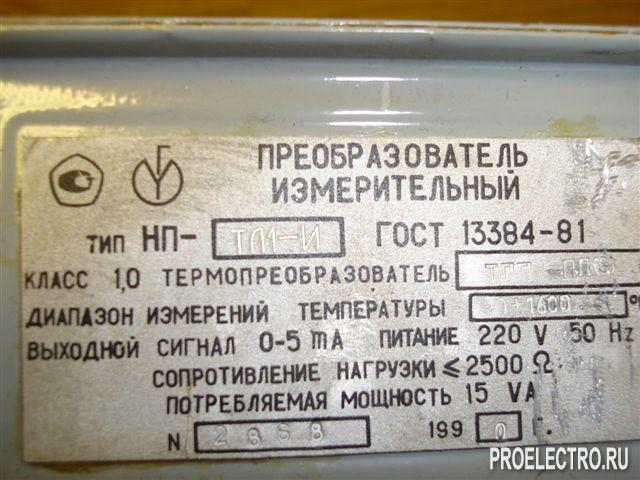 ПРЕОБРАЗОВАТЕЛЬ
ИЗМЕРИТЕЛЬНЫЙ
ТИП НП- ТЛ1-И ГОСТ 13384-81
КЛАСС 1,0 ТЕРМОПРЕОБРАЗОВАТЕЛЬ
ДИАПАЗОН ИЗМЕРЕНИЙ ТЕМПЕРАТУРЫ
ВЫХОДНОЙ СИГНАЛ 0-5 mA ПИТАНИЕ 220 V 50 Hz
СОПРОТИВЛЕНИЕ НАГРУЗКИ ≤ 2500 Ω
ПОТРЕБЛЯЕМАЯ МОЩНОСТЬ 15 VA
N 2868 199 0 г.
PROELECTRO.RU